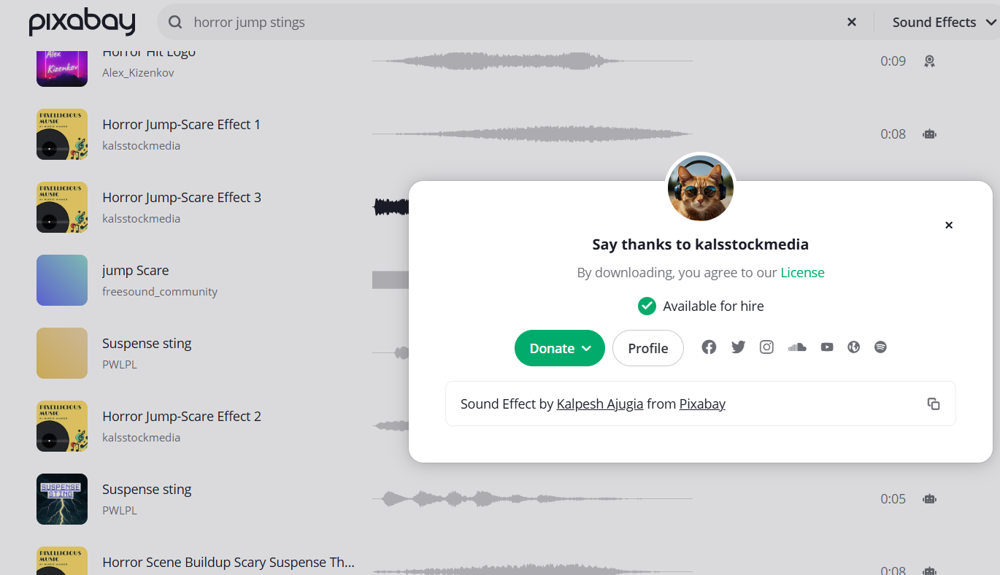 pixabay
horror jump stings
Sound Effects
Horror Hit Logo
Alex
Kizenkov
Alex_Kizenkov
0:09
PIXELLICIOUS
MUSIC
Horror Jump-Scare Effect 1
kalsstockmedia
0:08
PIXELLICIOUS
MUSIC
Horror Jump-Scare Effect 3
kalsstockmedia
Say thanks to kalsstockmedia
By downloading, you agree to our License
Available for hire
Donate
Profile
Sound Effect by Kalpesh Ajugia from Pixabay
jump Scare
freesound_community
Suspense sting
PWLPL
PIXELLICIOUS
MUSIC
Horror Jump-Scare Effect 2
kalsstockmedia
SUSPENSE
STING
Suspense sting
PWLPL
0:05
PIXELLICIOUS
MUSIC
Horror Scene Buildup Scary Suspense Th...
0:08